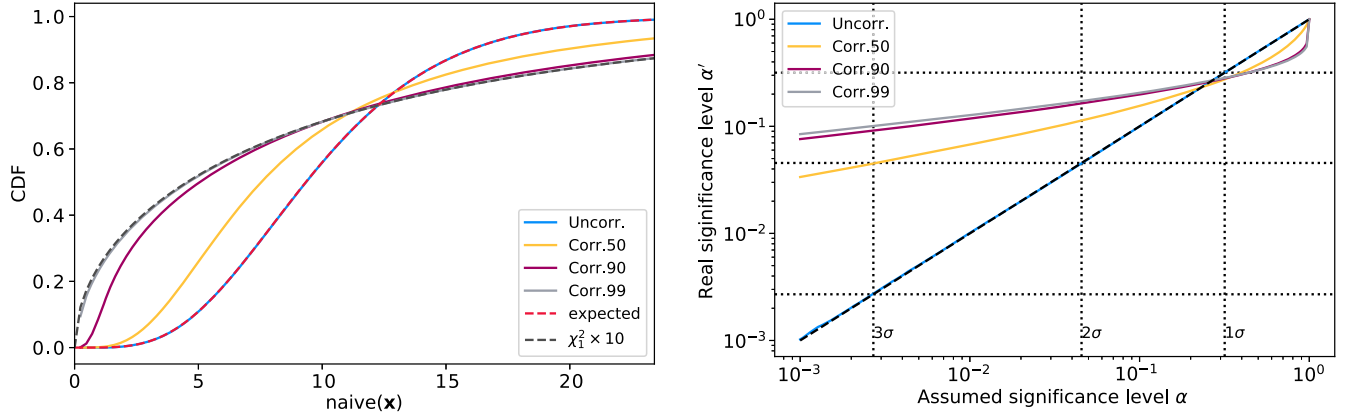 1.0
0.8
0.6
0.4
0.2
0.0
CDF
0
5
10
15
20
naive(x)
Uncorr.
Corr.50
Corr.90
Corr.99
expected
χ₁² × 10
10⁰
10⁻¹
10⁻²
10⁻³
Real siginificance level α′
Uncorr.
Corr.50
Corr.90
Corr.99
3σ
2σ
1σ
10⁻³
10⁻²
10⁻¹
10⁰
Assumed significance level α